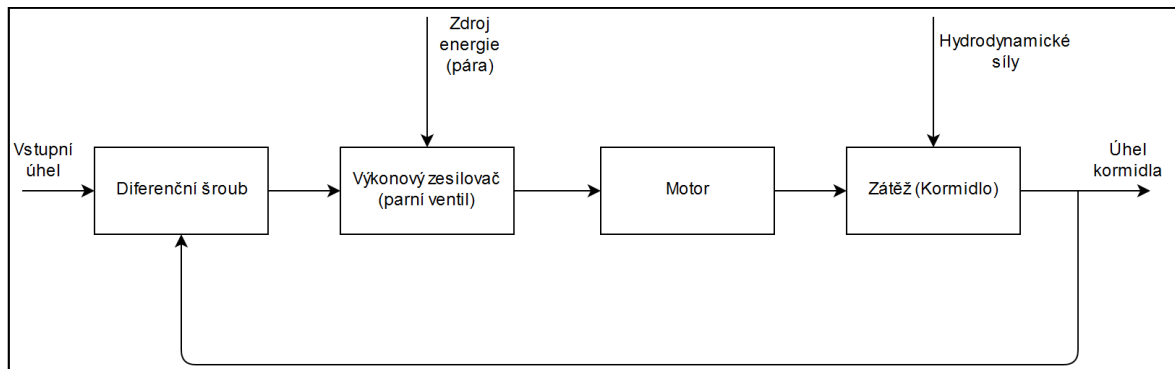 Zdroj
energie
(pára)
Hydrodynamické
síly
Vstupní
úhel
Diferenční šroub
Výkonový zesilovač
(parní ventil)
Motor
Zátěž (Kormidlo)
Úhel
kormidla